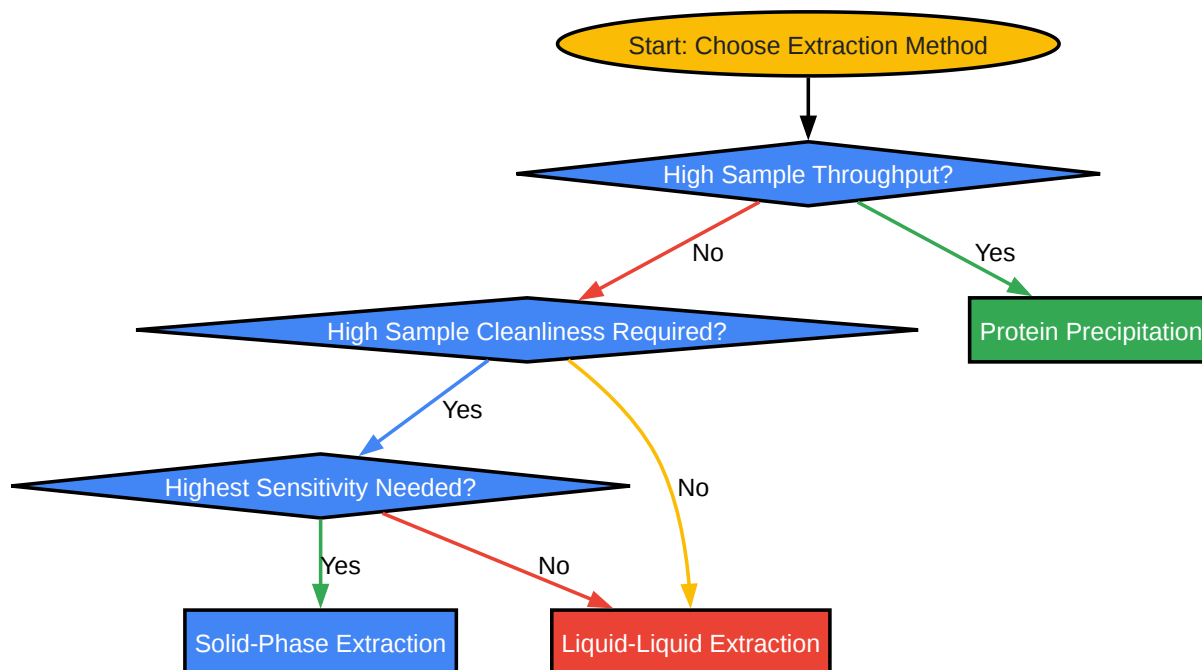 Start: Choose Extraction Method
High Sample Throughput?
No
Yes
High Sample Cleanliness Required?
Protein Precipitation
Yes
Highest Sensitivity Needed?
No
Yes
No
Solid-Phase Extraction
Liquid-Liquid Extraction